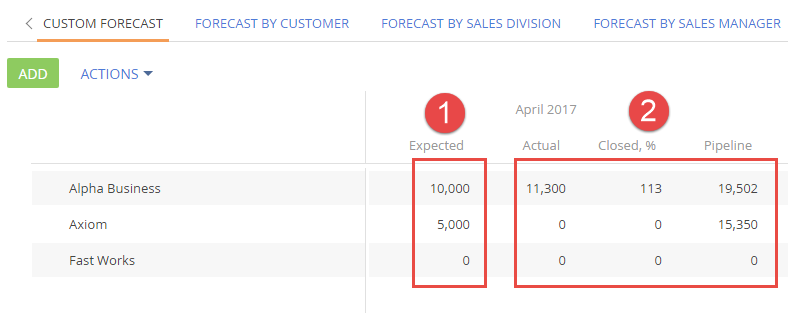 CUSTOM FORECAST FORECAST BY CUSTOMER FORECAST BY SALES DIVISION FORECAST BY SALES MANAGER
ADD ACTIONS
1 April 2017 2
Expected Actual Closed, % Pipeline
Alpha Business 10,000 11,300 113 19,502
Axiom 5,000 0 0 15,350
Fast Works 0 0 0 0